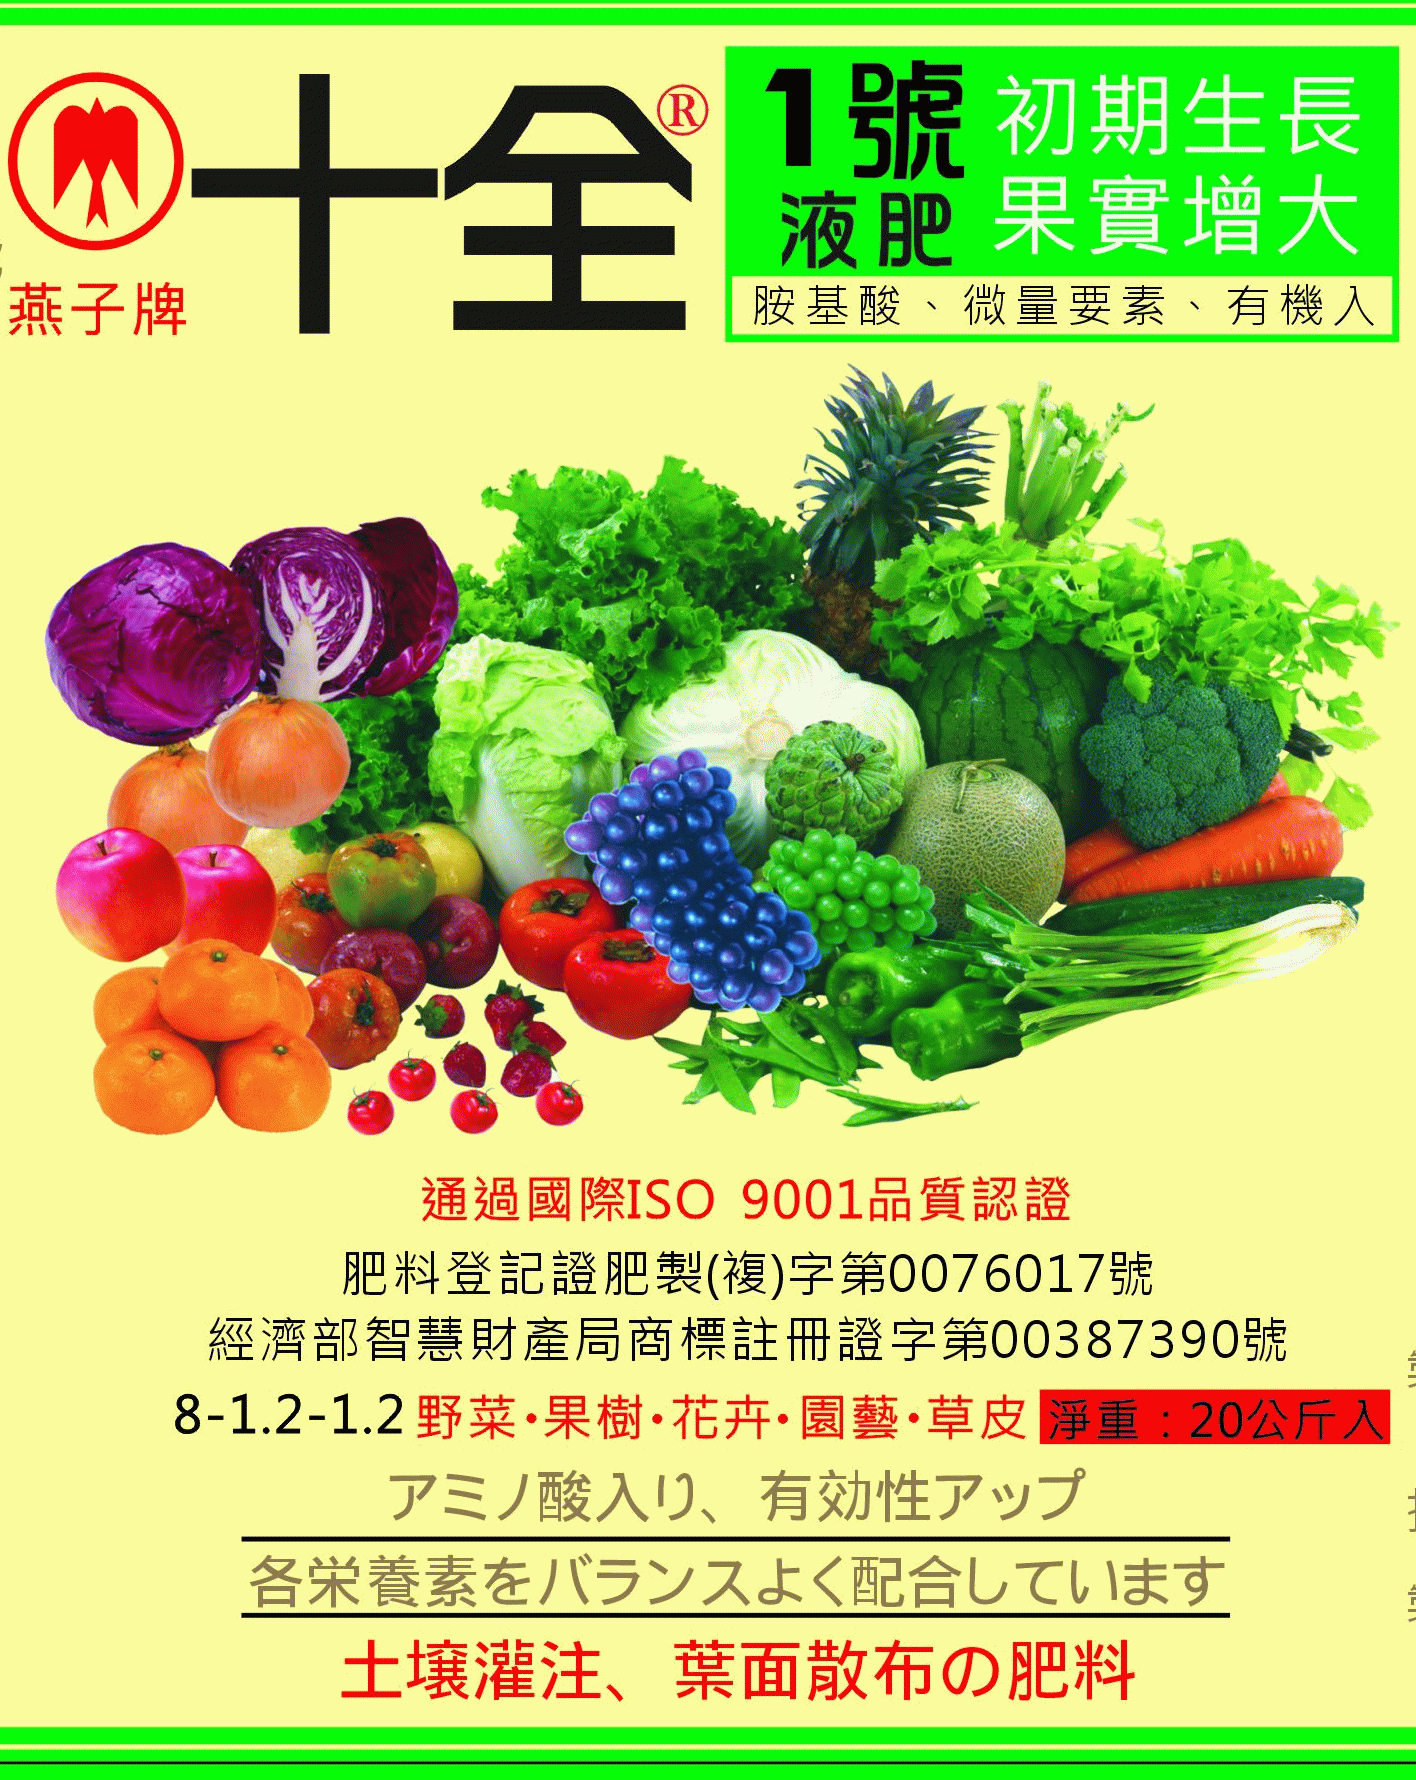 燕子牌
十全®
1號
液肥
初期生長
果實增大
胺基酸、微量要素、有機入
通過國際ISO 9001品質認證
肥料登記證肥製(複)字第0076017號
經濟部智慧財產局商標註冊證字第00387390號
8-1.2-1.2 野菜・果樹・花卉・園藝・草皮 淨重：20公斤入
アミノ酸入り、有効性アップ
各栄養素をバランスよく配合しています
土壌灌注、葉面散布の肥料